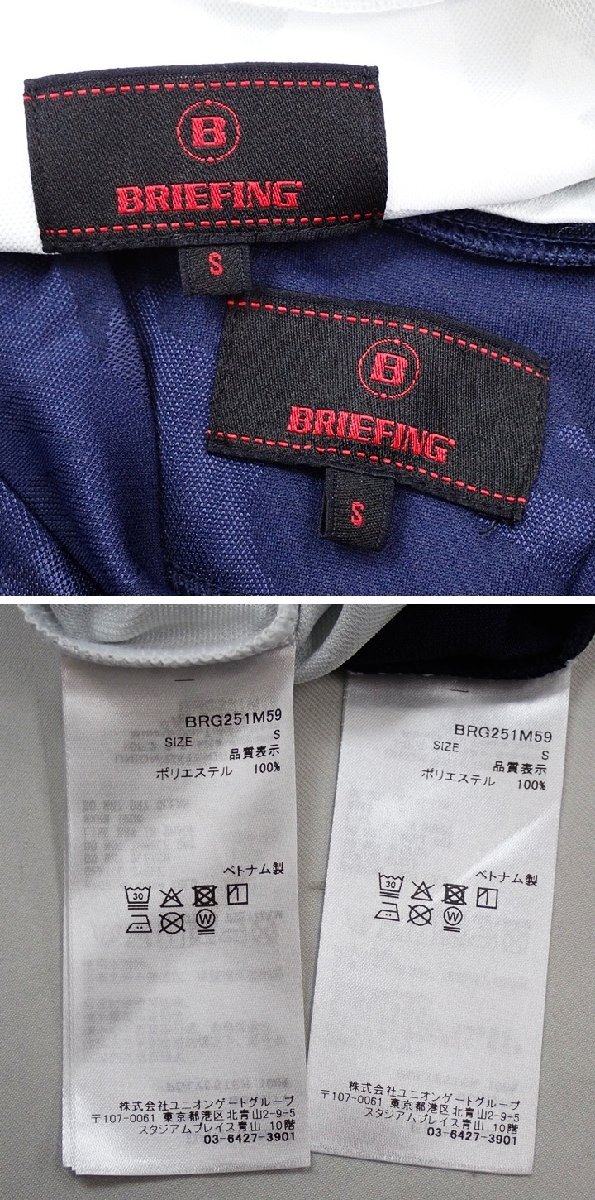 B
BRIEFING
S
B
BRIEFING
S
BRG251M59
SIZE S
品質表示
ポリエステル 100%
ベトナム製
30
W
株式会社ユニオンゲートグループ
〒107-0061 東京都港区北青山2-9-5
スタジアムプレイス青山 10階
03-6427-3901
BRG251M59
SIZE S
品質表示
ポリエステル 100%
ベトナム製
30
W
株式会社ユニオンゲートグループ
〒107-0061 東京都港区北青山2-9-5
スタジアムプレイス青山 10階
03-6427-3901